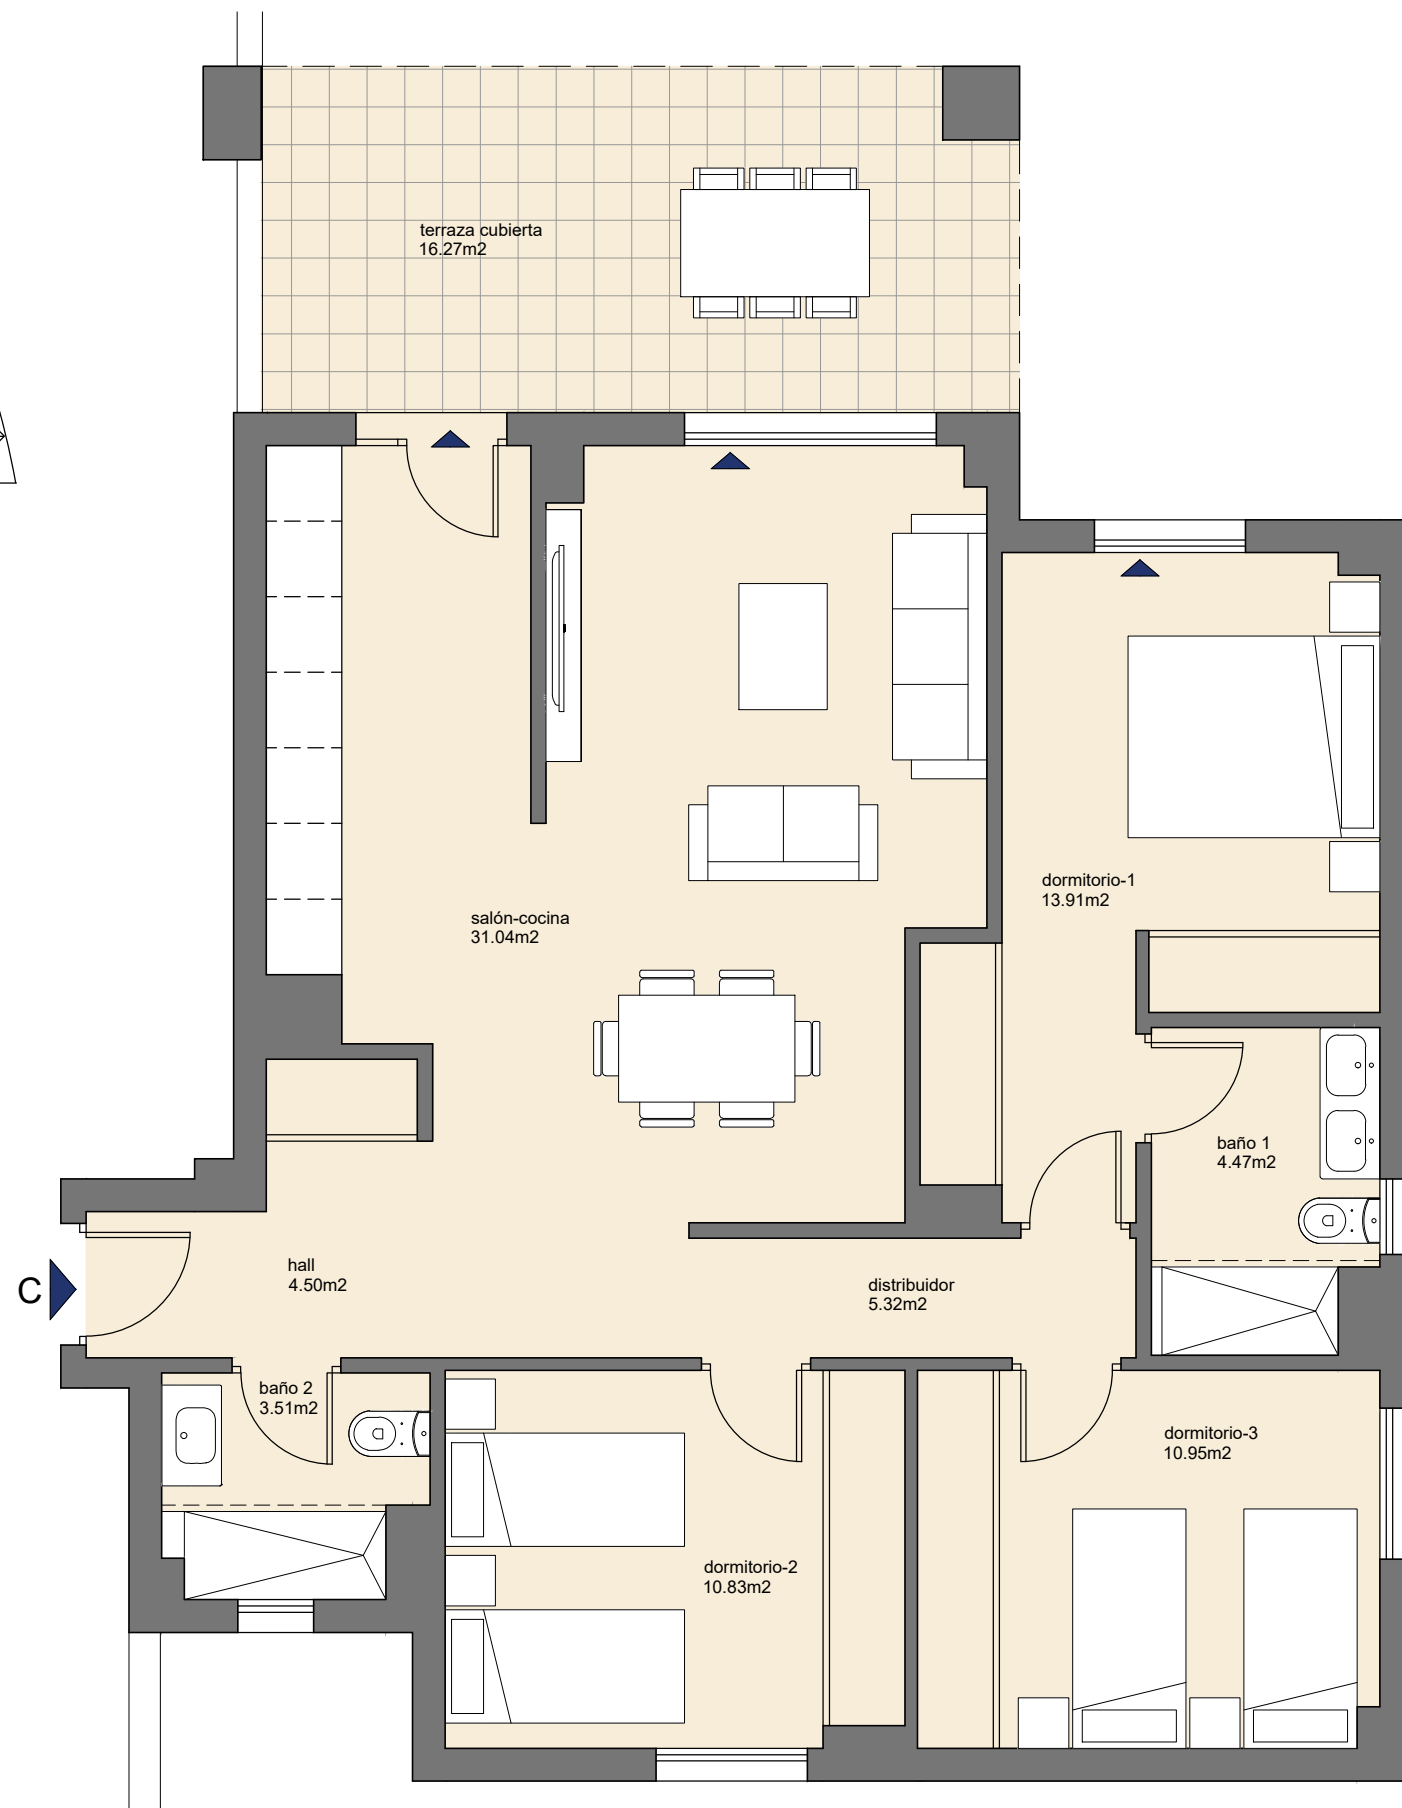 terraza cubierta
16.27m2
dormitorio-1
13.91m2
salón-cocina
31.04m2
baño 1
4.47m2
C
hall
4.50m2
distribuidor
5.32m2
baño 2
3.51m2
dormitorio-3
10.95m2
dormitorio-2
10.83m2